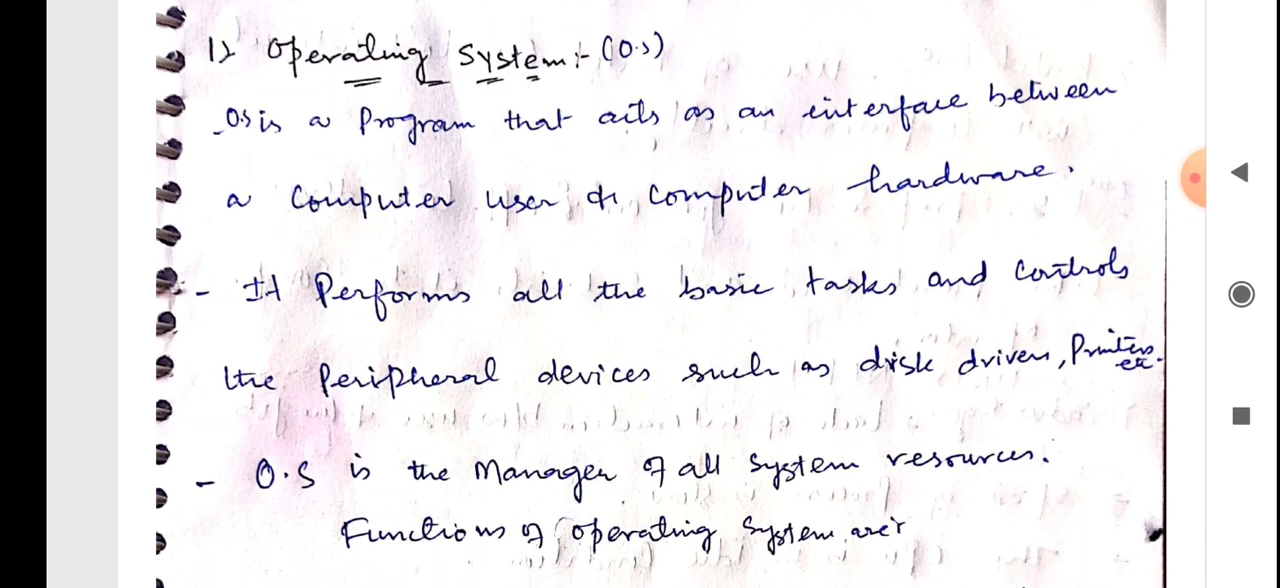 1) Operating System:- (O.S)
- OS is a Program that acts as an interface between
a Computer user & Computer hardware.
- It Performs all the basic tasks and Controls
the Peripheral devices such as disk drives, Printers etc.
- O.S is the Manager of all System resources.
Functions of Operating System are: